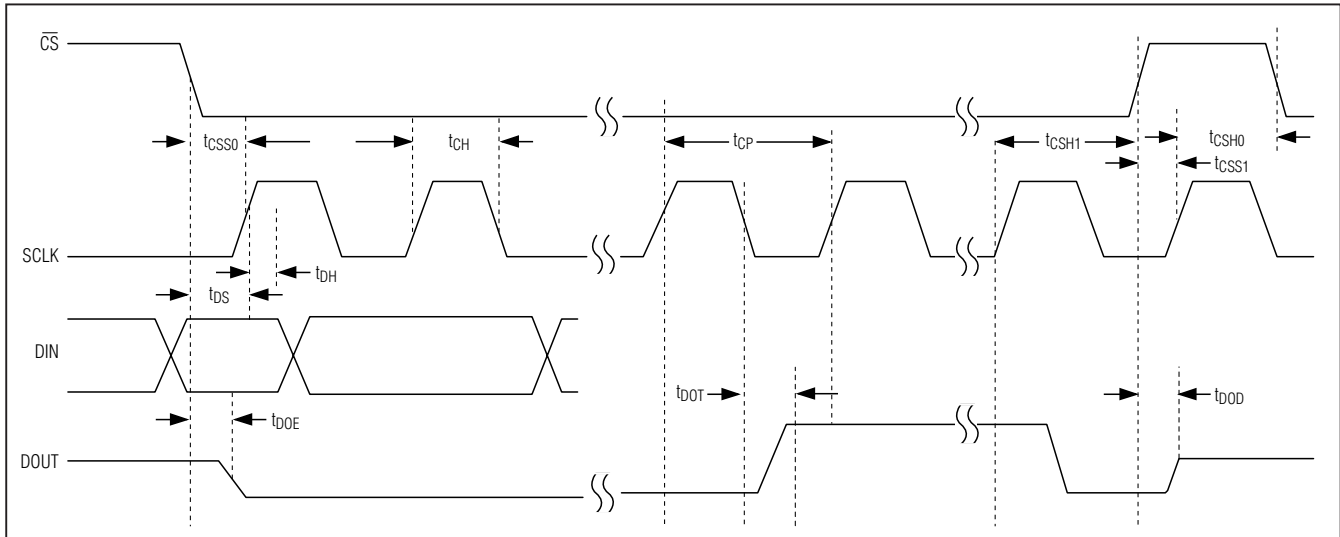 CS
tCSS0
tCH
tCP
tCSH1
tCSH0
tCSS1
SCLK
tDH
tDS
DIN
tDOT
tDOE
tDOD
DOUT